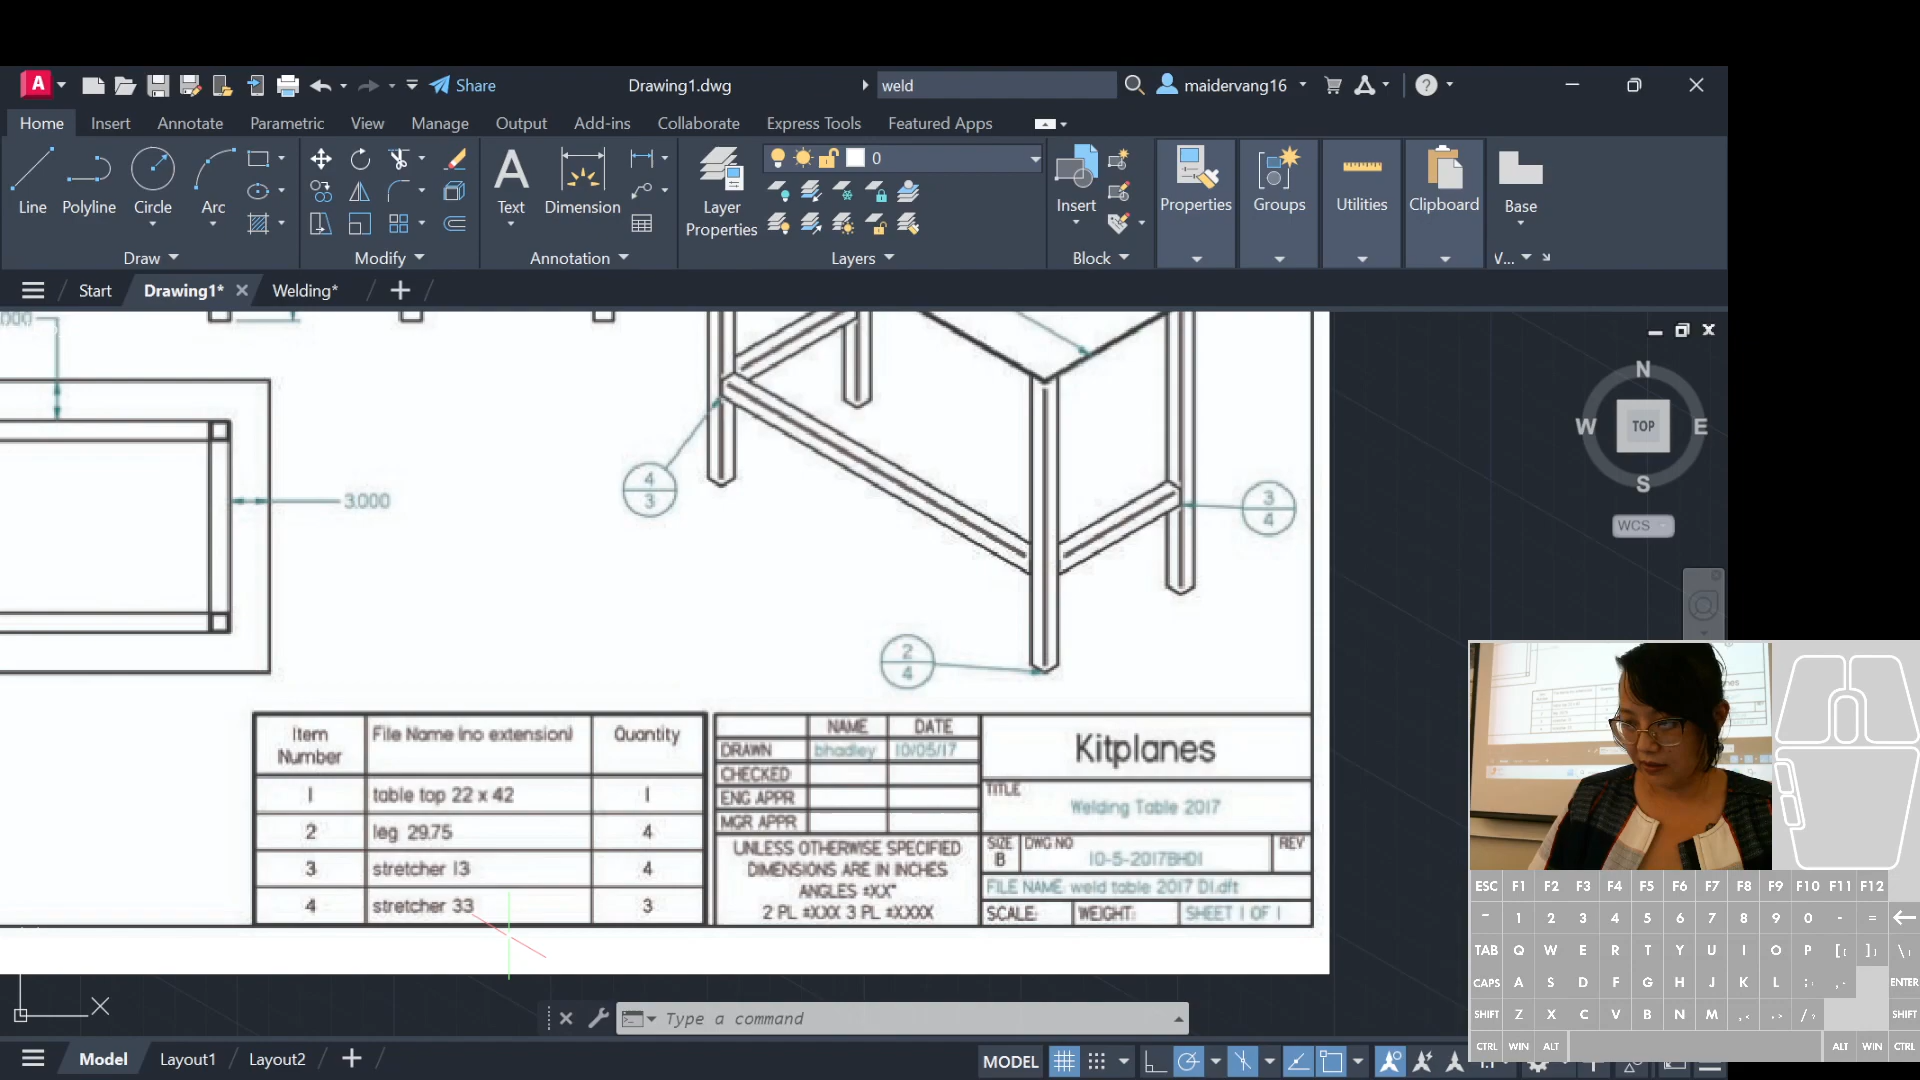 A Share Drawing1.dwg weld maidervang16
Home Insert Annotate Parametric View Manage Output Add-ins Collaborate Express Tools Featured Apps
0
Line Polyline Circle Arc Text Dimension Layer Properties Insert Properties Groups Utilities Clipboard Base
Draw Modify Annotation Layers Block V...
Start Drawing1* Welding*
N
W TOP E
S
WCS
4
3
3.000
3
4
2
4
Item Number File Name (no extension) Quantity
1 table top 22 x 42 1
2 leg 29.75 4
3 stretcher 13 4
4 stretcher 33 3
NAME DATE
DRAWN bhadley 10/05/17
CHECKED
ENG APPR
MGR APPR
UNLESS OTHERWISE SPECIFIED
DIMENSIONS ARE IN INCHES
ANGLES ±X.X°
2 PL ±X.XX 3 PL ±X.XXX
Kitplanes
TITLE
Welding Table 2017
SIZE DWG NO REV
B 10-5-2017BHD1
FILE NAME: weld table 2017 D1.dft
SCALE: WEIGHT: SHEET 1 OF 1
Type a command
Model Layout1 Layout2 MODEL
ESC F1 F2 F3 F4 F5 F6 F7 F8 F9 F10 F11 F12
~ 1 2 3 4 5 6 7 8 9 0 - =
TAB Q W E R T Y U I O P [{ ]} \|
CAPS A S D F G H J K L ENTER
SHIFT Z X C V B N M SHIFT
CTRL WIN ALT ALT WIN CTRL